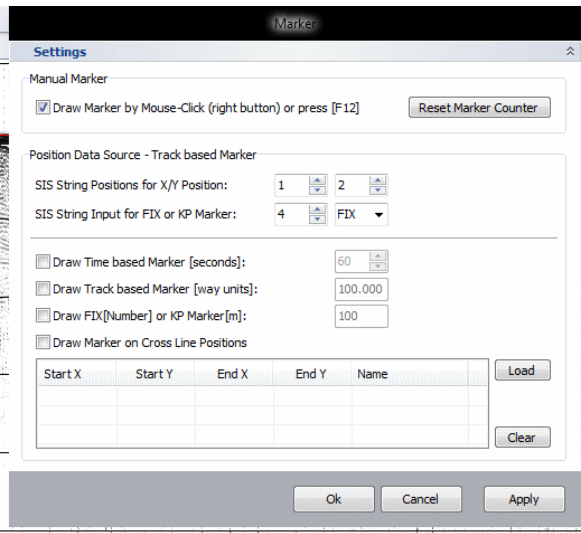 Marker
Settings
Manual Marker
Draw Marker by Mouse-Click (right button) or press [F12] Reset Marker Counter
Position Data Source - Track based Marker
SIS String Positions for X/Y Position: 1 2
SIS String Input for FIX or KP Marker: 4 FIX
Draw Time based Marker [seconds]: 60
Draw Track based Marker [way units]: 100.000
Draw FIX[Number] or KP Marker[m]: 100
Draw Marker on Cross Line Positions
Start X Start Y End X End Y Name Load
Clear
Ok Cancel Apply